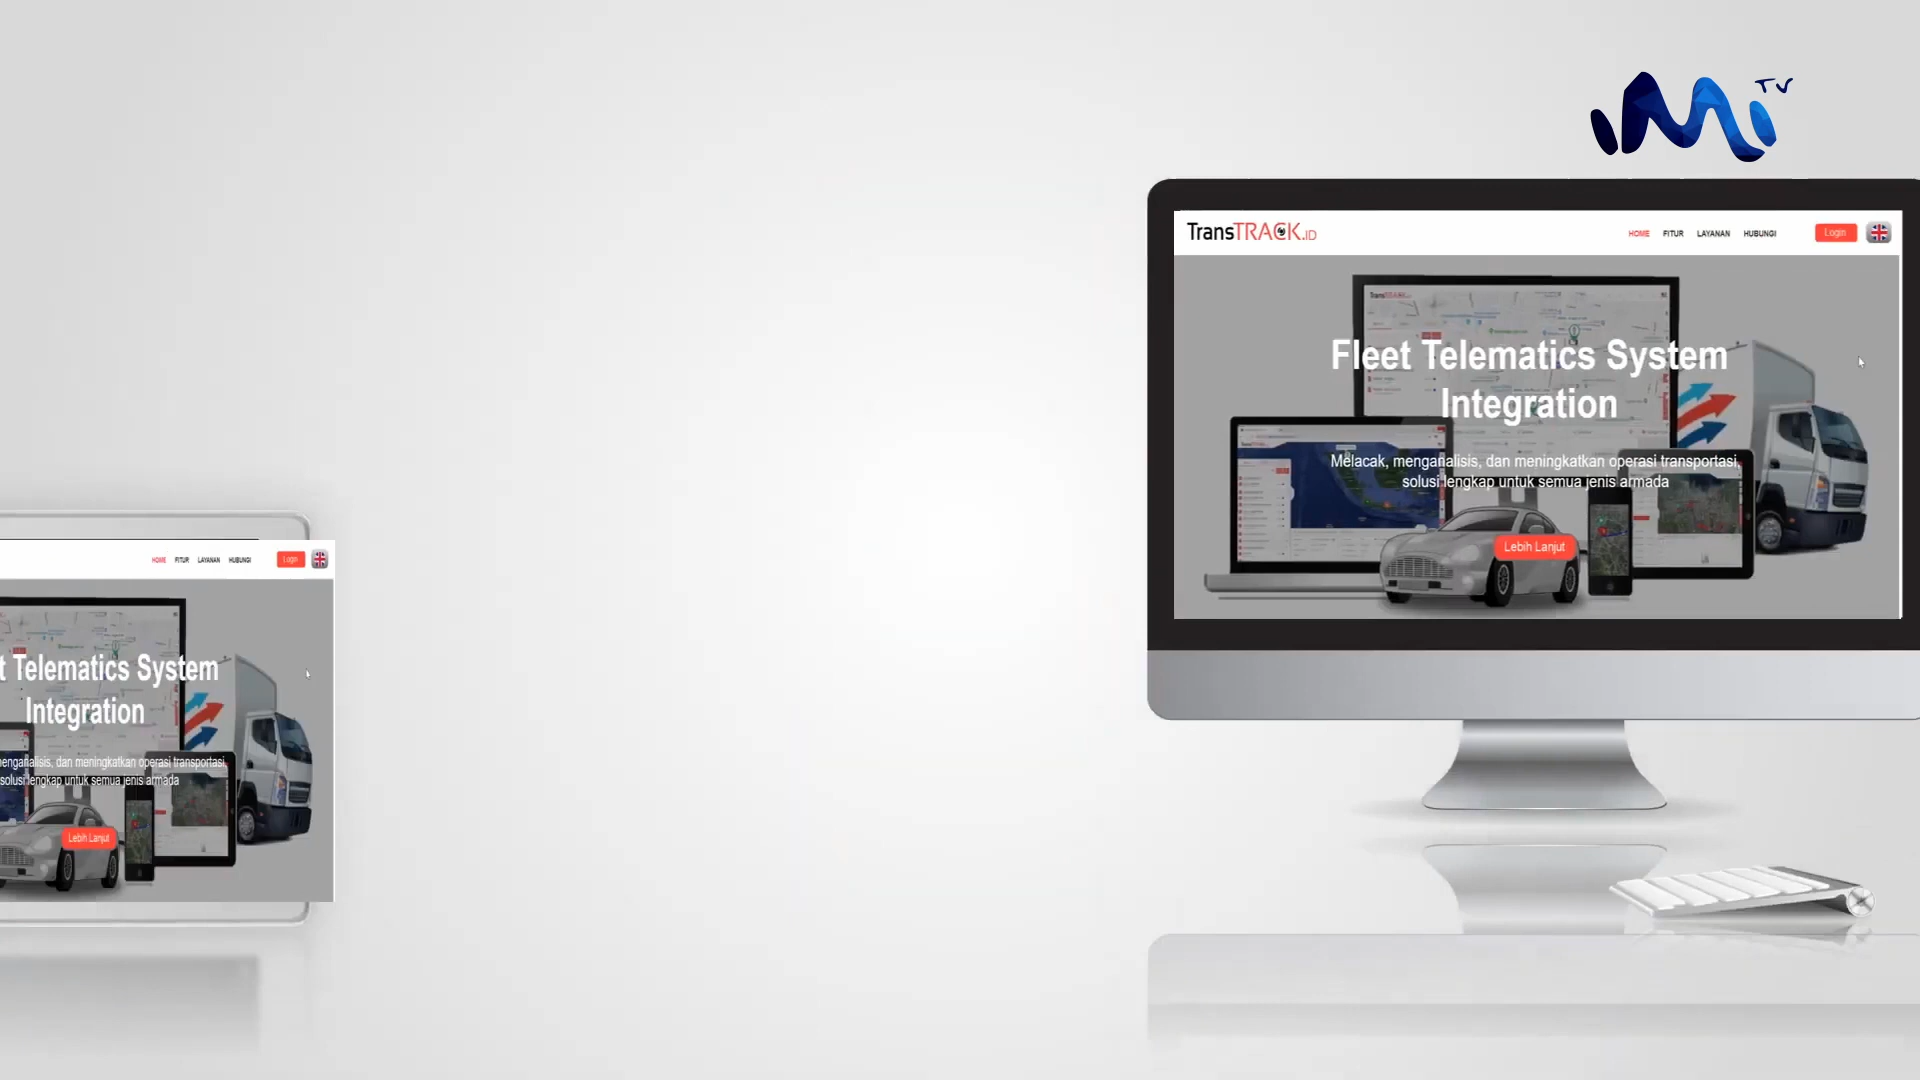 iMi TV
TransTRACK.ID
HOME FITUR LAYANAN HUBUNGI Login
Fleet Telematics System
Integration
Melacak, menganalisis, dan meningkatkan operasi transportasi,
solusi lengkap untuk semua jenis armada
Lebih Lanjut
HOME FITUR LAYANAN HUBUNGI Login
Telematics System
Integration
menganalisis, dan meningkatkan operasi transportasi,
solusi lengkap untuk semua jenis armada
Lebih Lanjut